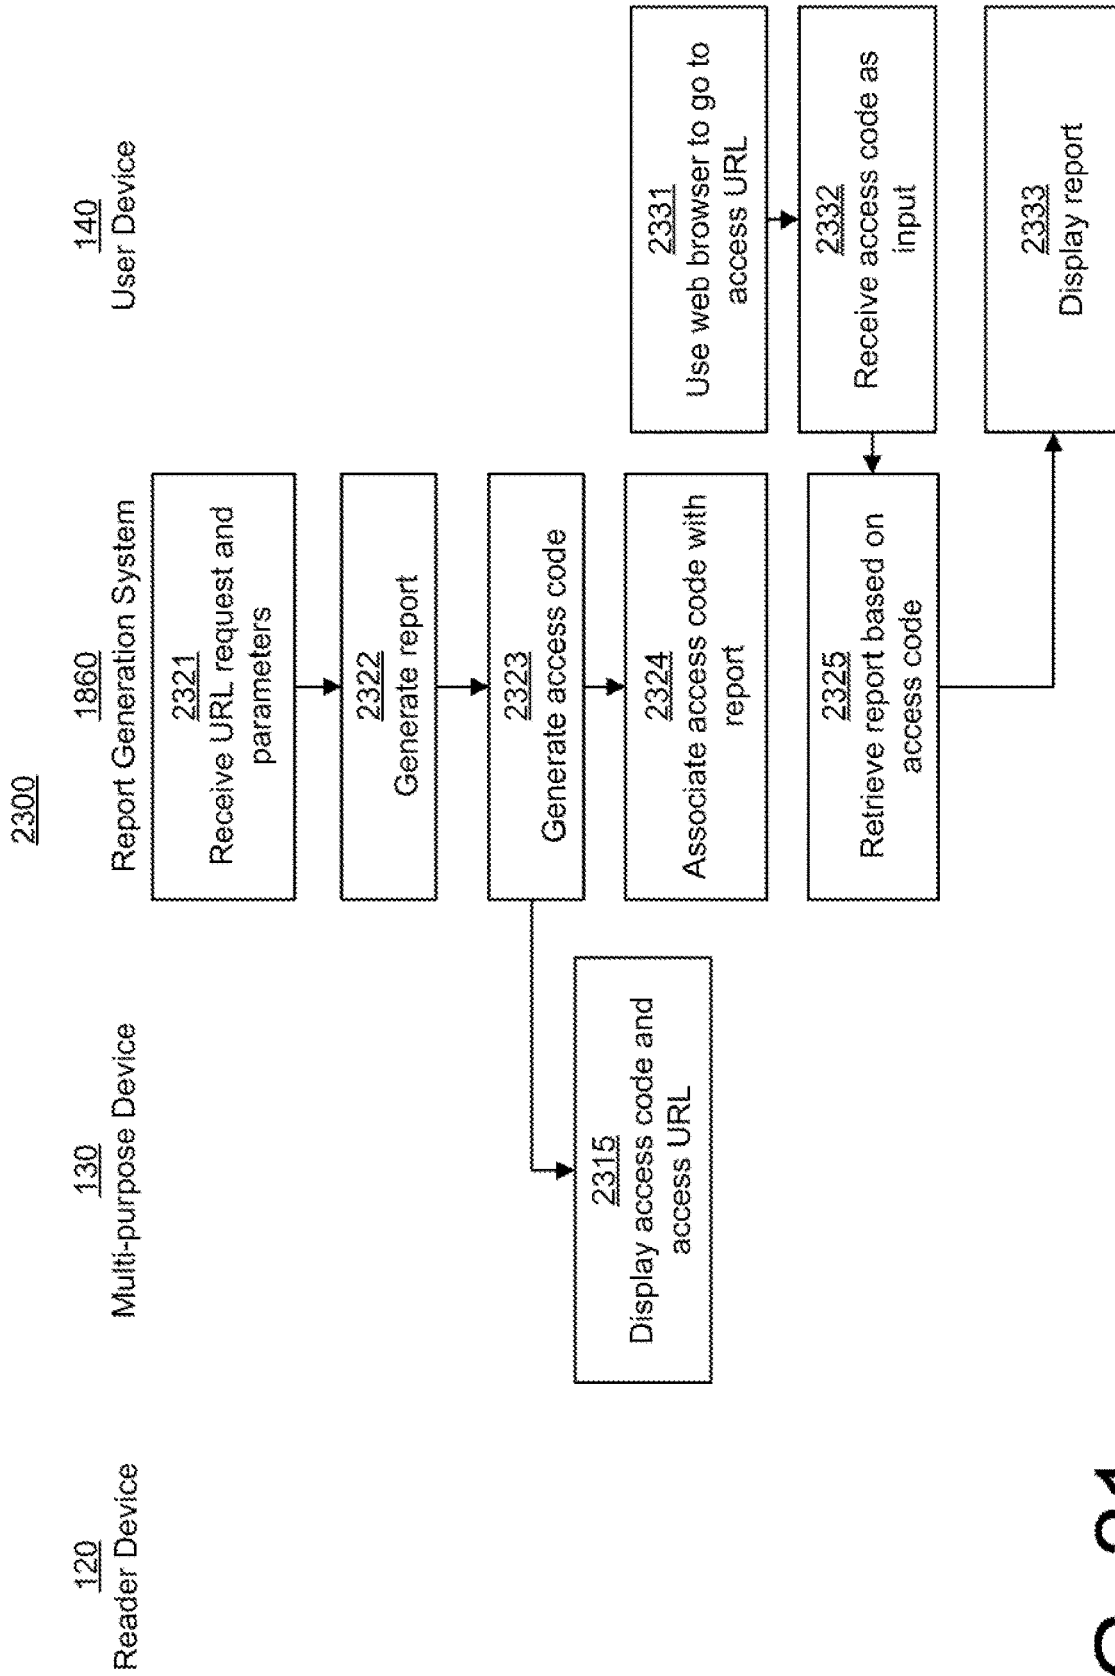 2300
120
Reader Device
130
Multi-purpose Device
1860
Report Generation System
140
User Device
2321
Receive URL request and
parameters
2322
Generate report
2323
Generate access code
2315
Display access code and
access URL
2324
Associate access code with
report
2331
Use web browser to go to
access URL
2332
Receive access code as
input
2325
Retrieve report based on
access code
2333
Display report